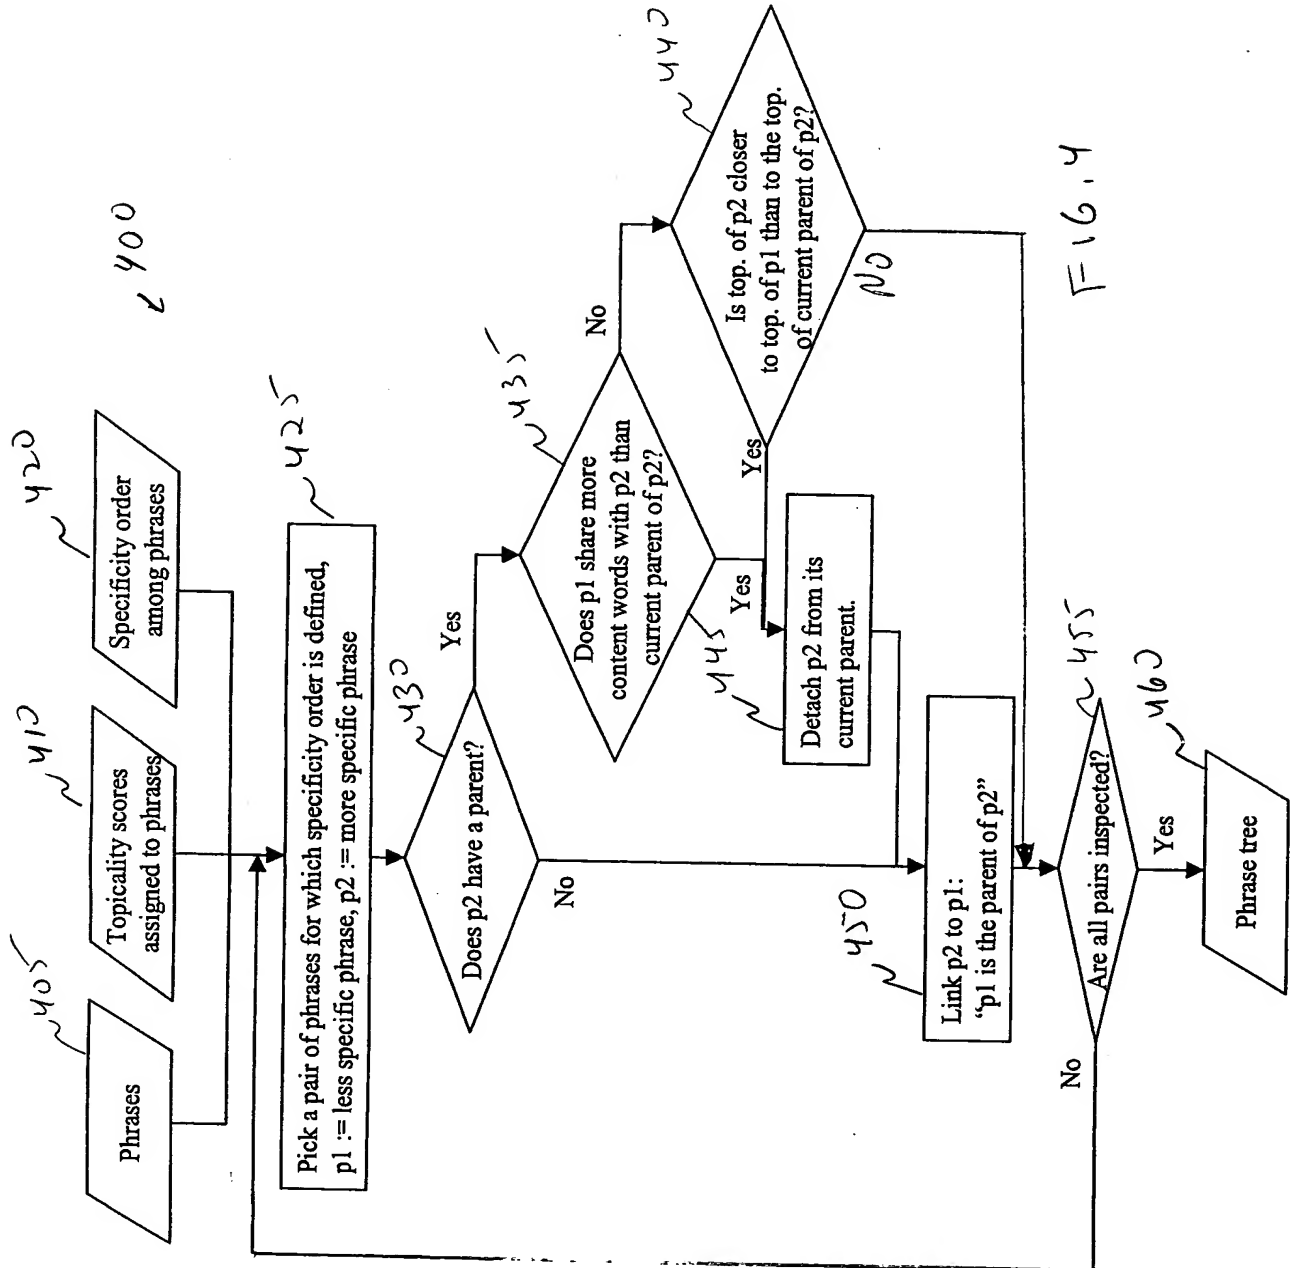 400
405
Phrases
410
Topicality scores
assigned to phrases
420
Specificity order
among phrases
425
Pick a pair of phrases for which specificity order is defined,
p1 := less specific phrase, p2 := more specific phrase
430
Does p2 have a parent?
Yes
No
435
Does p1 share more
content words with p2 than
current parent of p2?
No
Yes
440
Is top. of p2 closer
to top. of p1 than to the top.
of current parent of p2?
Yes
NO
445
Detach p2 from its
current parent.
450
Link p2 to p1:
“p1 is the parent of p2”
455
Are all pairs inspected?
No
Yes
460
Phrase tree
FIG.4